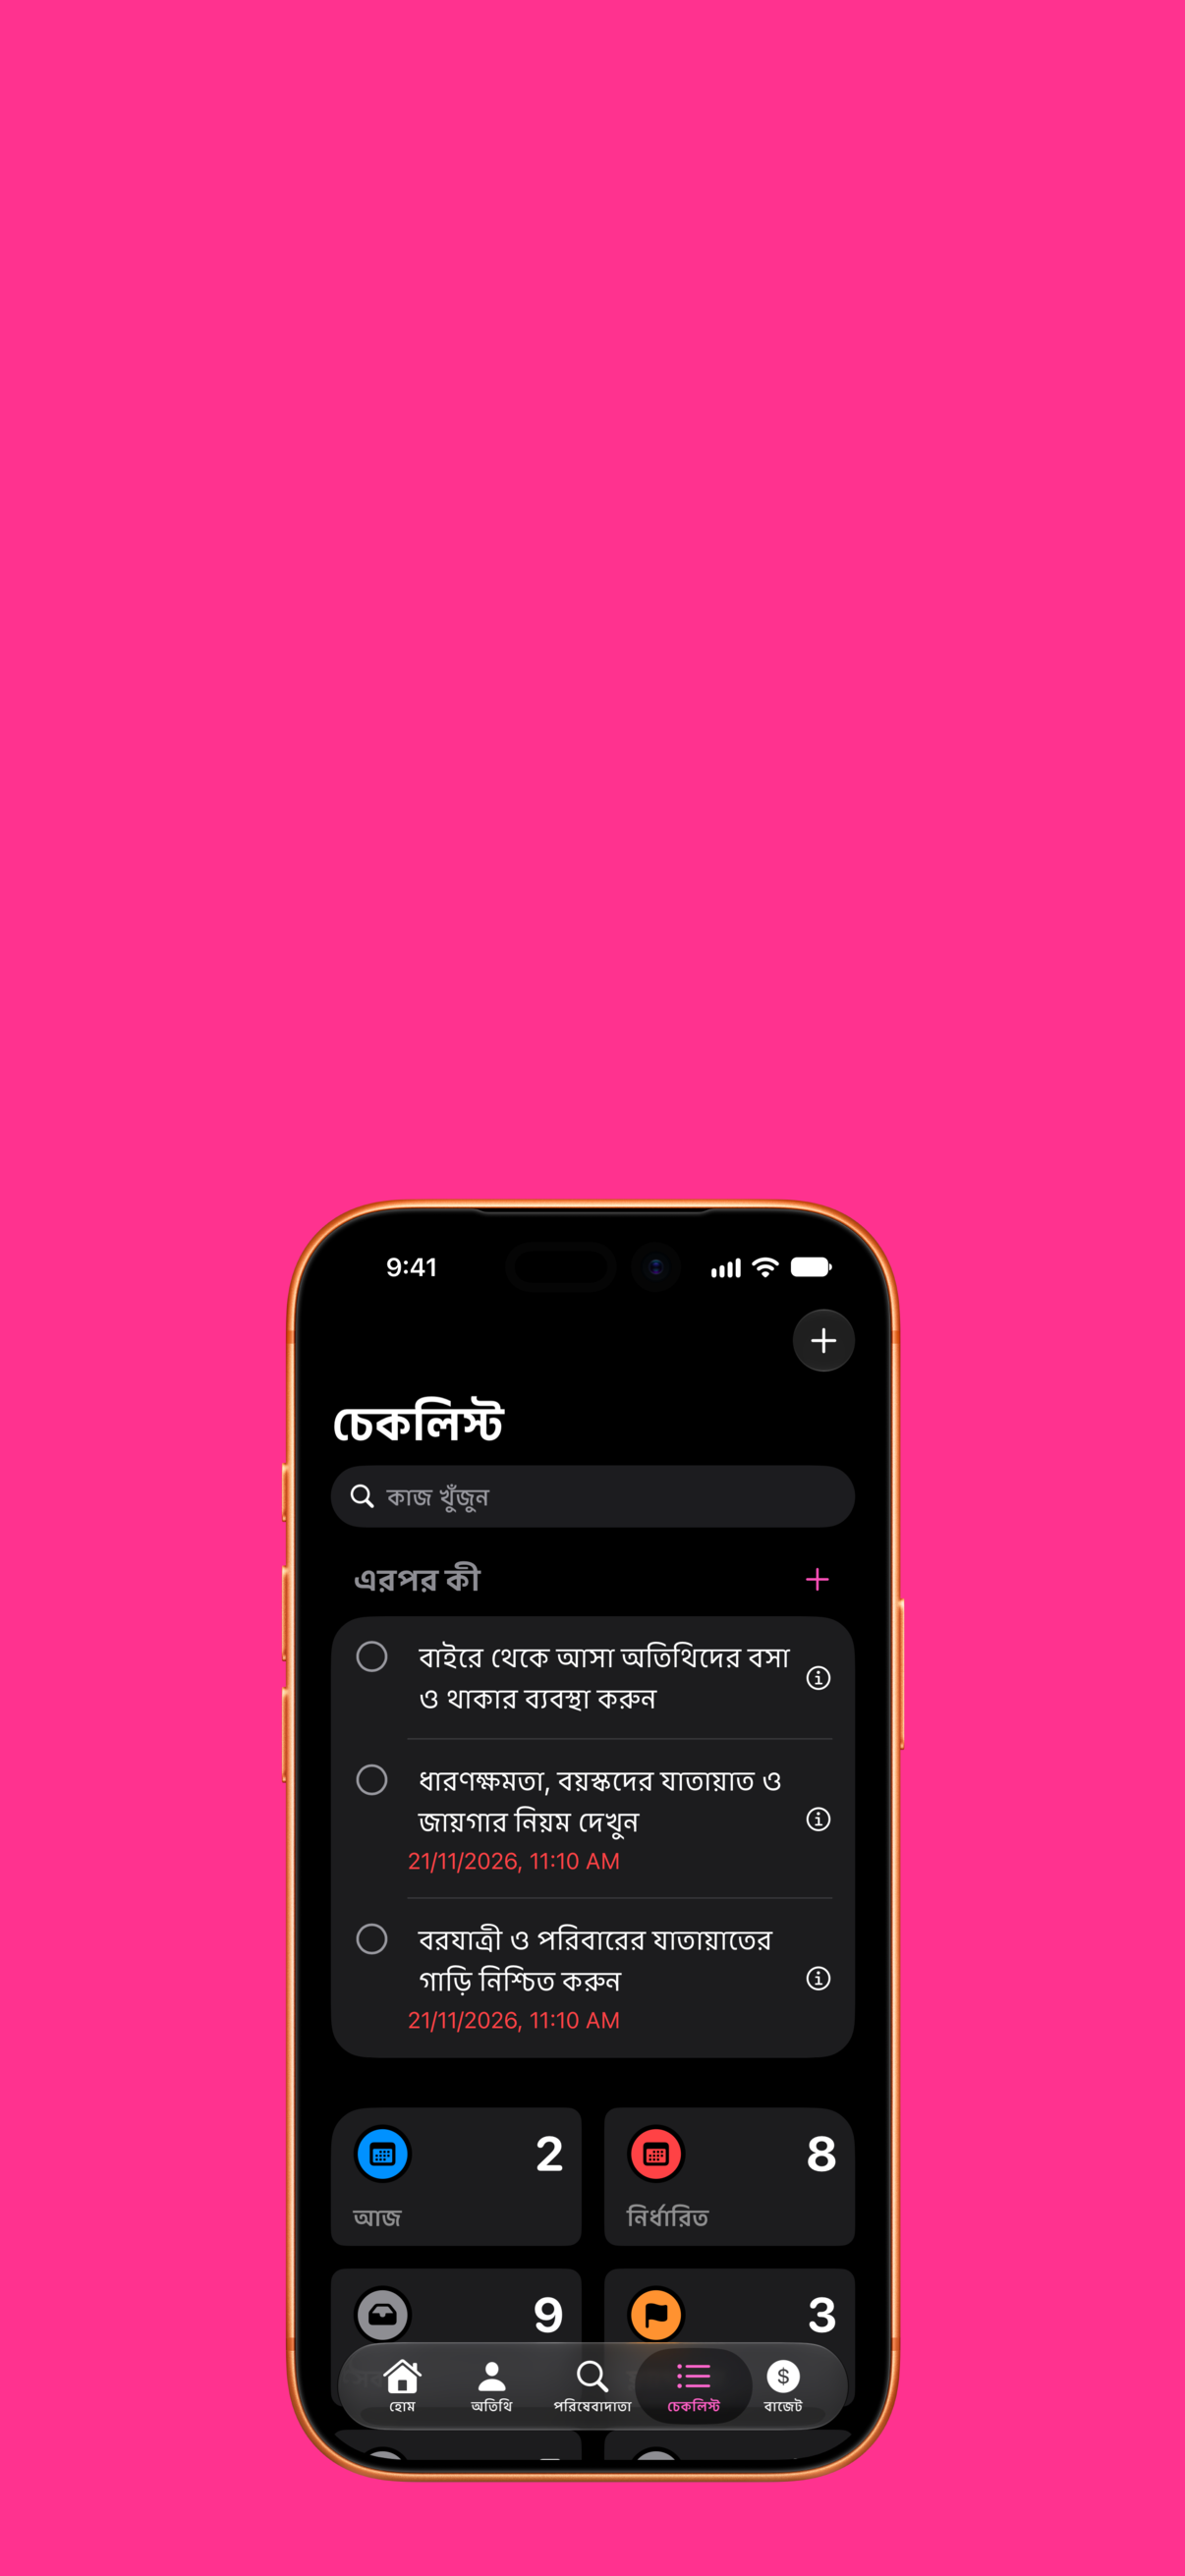 9:41
চেকলিস্ট
কাজ খুঁজুন
এরপর কী
বাইরে থেকে আসা অতিথিদের বসা
ও থাকার ব্যবস্থা করুন
ধারণক্ষমতা, বয়স্কদের যাতায়াত ও
জায়গার নিয়ম দেখুন
21/11/2026, 11:10 AM
বরযাত্রী ও পরিবারের যাতায়াতের
গাড়ি নিশ্চিত করুন
21/11/2026, 11:10 AM
2
8
আজ
নির্ধারিত
9
3
হোম
অতিথি
পরিষেবাদাতা
চেকলিস্ট
বাজেট